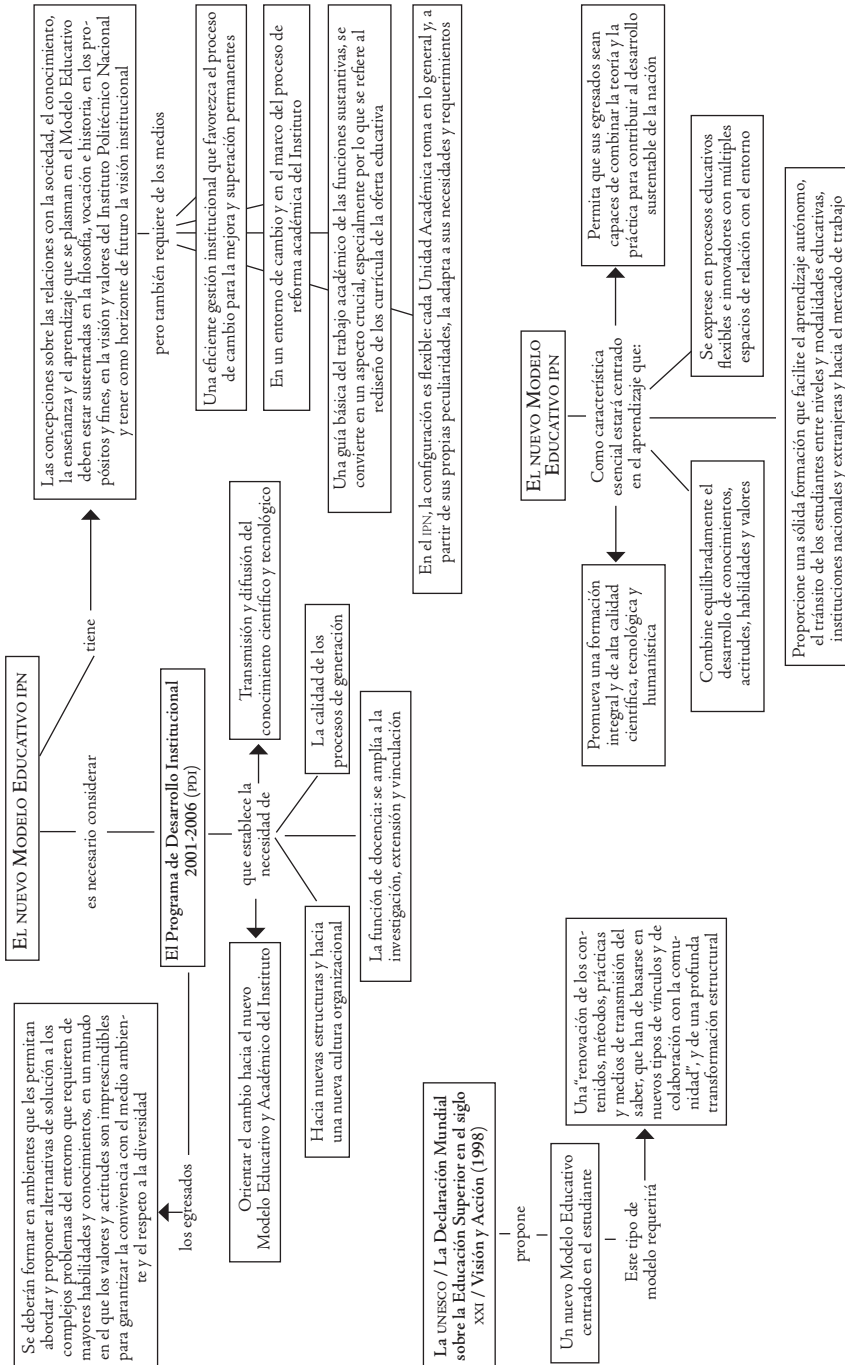 EL NUEVO MODELO EDUCATIVO IPN
es necesario considerar
tiene
Las concepciones sobre las relaciones con la sociedad, el conocimiento,
la enseñanza y el aprendizaje que se plasman en el Modelo Educativo
deben estar sustentadas en la filosofía, vocación e historia, en los pro-
pósitos y fines, en la visión y valores del Instituto Politécnico Nacional
y tener como horizonte de futuro la visión institucional
pero también requiere de los medios
Una eficiente gestión institucional que favorezca el proceso
de cambio para la mejora y superación permanentes
En un entorno de cambio y en el marco del proceso de
reforma académica del Instituto
Una guía básica del trabajo académico de las funciones sustantivas, se
convierte en un aspecto crucial, especialmente por lo que se refiere al
rediseño de los currícula de la oferta educativa
En el IPN, la configuración es flexible: cada Unidad Académica toma en lo general y, a
partir de sus propias peculiaridades, la adapta a sus necesidades y requerimientos
El Programa de Desarrollo Institucional
2001-2006 (PDI)
los egresados
Se deberán formar en ambientes que les permitan
abordar y proponer alternativas de solución a los
complejos problemas del entorno que requieren de
mayores habilidades y conocimientos, en un mundo
en el que los valores y actitudes son imprescindibles
para garantizar la convivencia con el medio ambien-
te y el respeto a la diversidad
que establece la
necesidad de
Orientar el cambio hacia el nuevo
Modelo Educativo y Académico del Instituto
Transmisión y difusión del
conocimiento científico y tecnológico
Hacia nuevas estructuras y hacia
una nueva cultura organizacional
La calidad de los
procesos de generación
La función de docencia: se amplía a la
investigación, extensión y vinculación
La UNESCO / La Declaración Mundial
sobre la Educación Superior en el siglo
XXI / Visión y Acción (1998)
propone
Un nuevo Modelo Educativo
centrado en el estudiante
Este tipo de
modelo requerirá
Una "renovación de los con-
tenidos, métodos, prácticas
y medios de transmisión del
saber, que han de basarse en
nuevos tipos de vínculos y de
colaboración con la comu-
nidad", y de una profunda
transformación estructural
EL NUEVO MODELO
EDUCATIVO IPN
Como característica
esencial estará centrado
en el aprendizaje que:
Promueva una formación
integral y de alta calidad
científica, tecnológica y
humanística
Permita que sus egresados sean
capaces de combinar la teoría y la
práctica para contribuir al desarrollo
sustentable de la nación
Combine equilibradamente el
desarrollo de conocimientos,
actitudes, habilidades y valores
Se exprese en procesos educativos
flexibles e innovadores con múltiples
espacios de relación con el entorno
Proporcione una sólida formación que facilite el aprendizaje autónomo,
el tránsito de los estudiantes entre niveles y modalidades educativas,
instituciones nacionales y extranjeras y hacia el mercado de trabajo